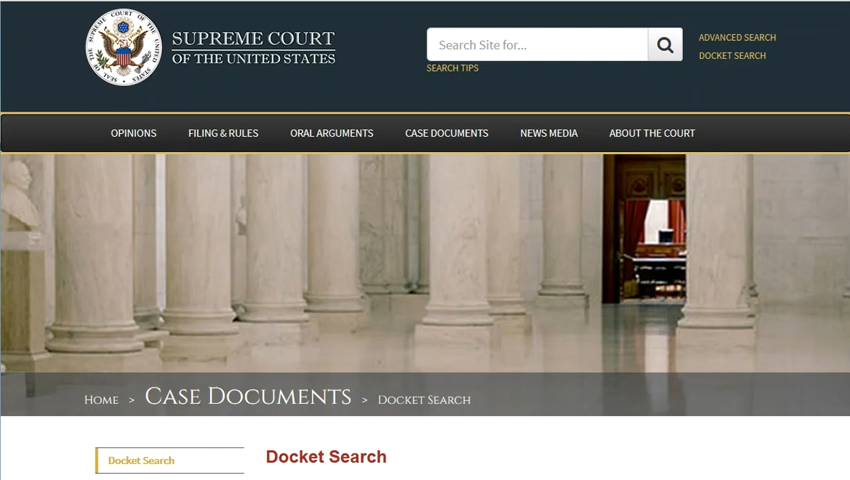 SUPREME COURT
OF THE UNITED STATES
Search Site for...
SEARCH TIPS
ADVANCED SEARCH
DOCKET SEARCH
OPINIONS FILING & RULES ORAL ARGUMENTS CASE DOCUMENTS NEWS MEDIA ABOUT THE COURT
HOME > CASE DOCUMENTS > DOCKET SEARCH
Docket Search
Docket Search